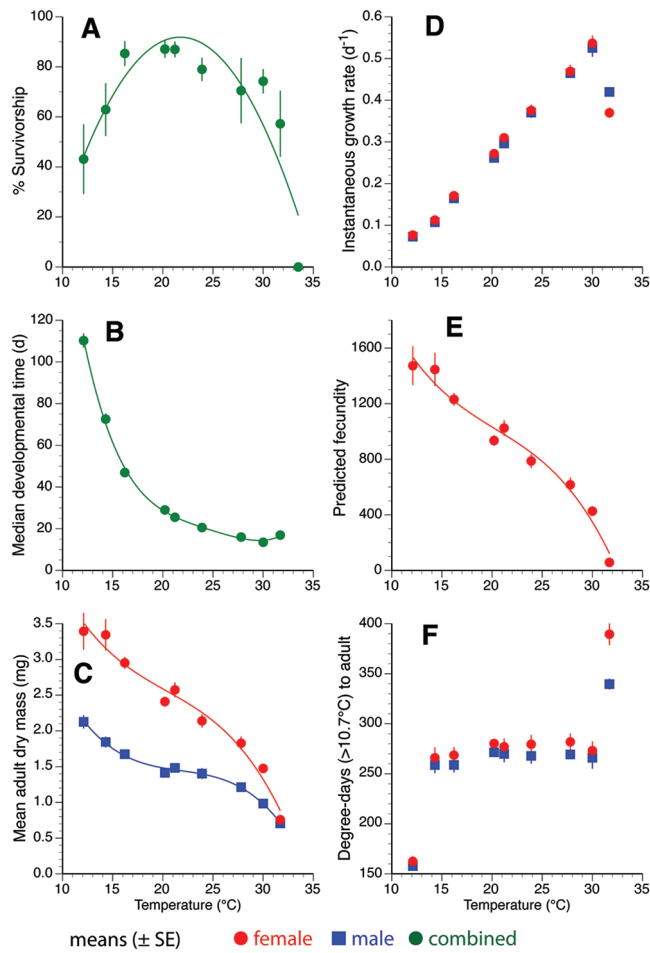 A
% Survivorship
100
80
60
40
20
0
10 15 20 25 30 35
D
Instantaneous growth rate (d⁻¹)
0.6
0.5
0.4
0.3
0.2
0.1
0.0
10 15 20 25 30 35
B
Median developmental time (d)
120
100
80
60
40
20
0
10 15 20 25 30 35
E
Predicted fecundity
1600
1200
800
400
0
10 15 20 25 30 35
C
Mean adult dry mass (mg)
3.5
3.0
2.5
2.0
1.5
1.0
0.5
0.0
10 15 20 25 30 35
Temperature (°C)
F
Degree-days (>10.7°C) to adult
400
350
300
250
200
150
10 15 20 25 30 35
Temperature (°C)
means (± SE) female male combined